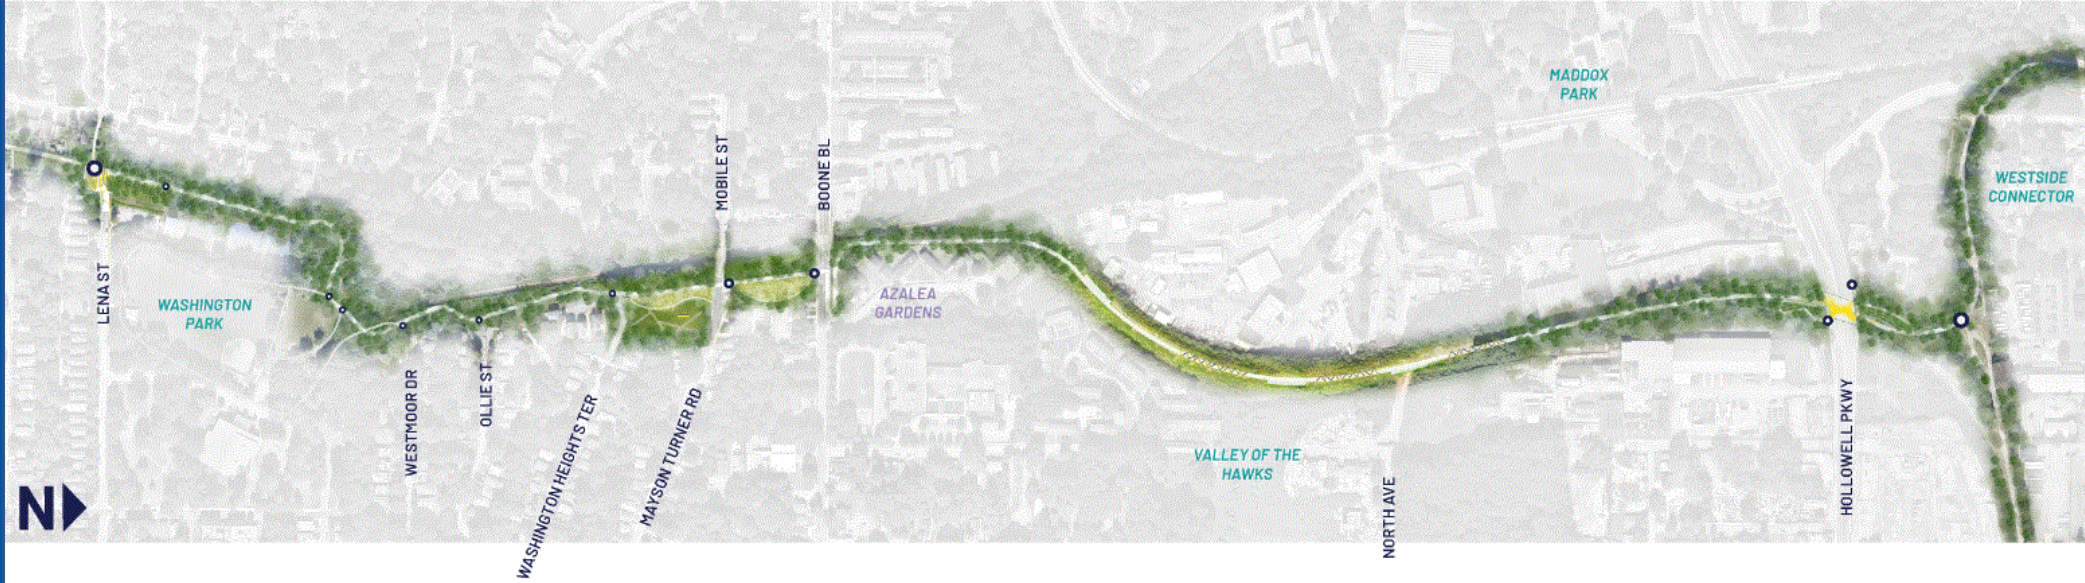 LENA ST
WASHINGTON
PARK
WESTMOOR DR
OLLIE ST
WASHINGTON HEIGHTS TER
MAYSON TURNER RD
MOBILE ST
BOONE BL
AZALEA
GARDENS
VALLEY OF THE
HAWKS
NORTH AVE
MADDOX
PARK
HOLLOWELL PKWY
WESTSIDE
CONNECTOR
N